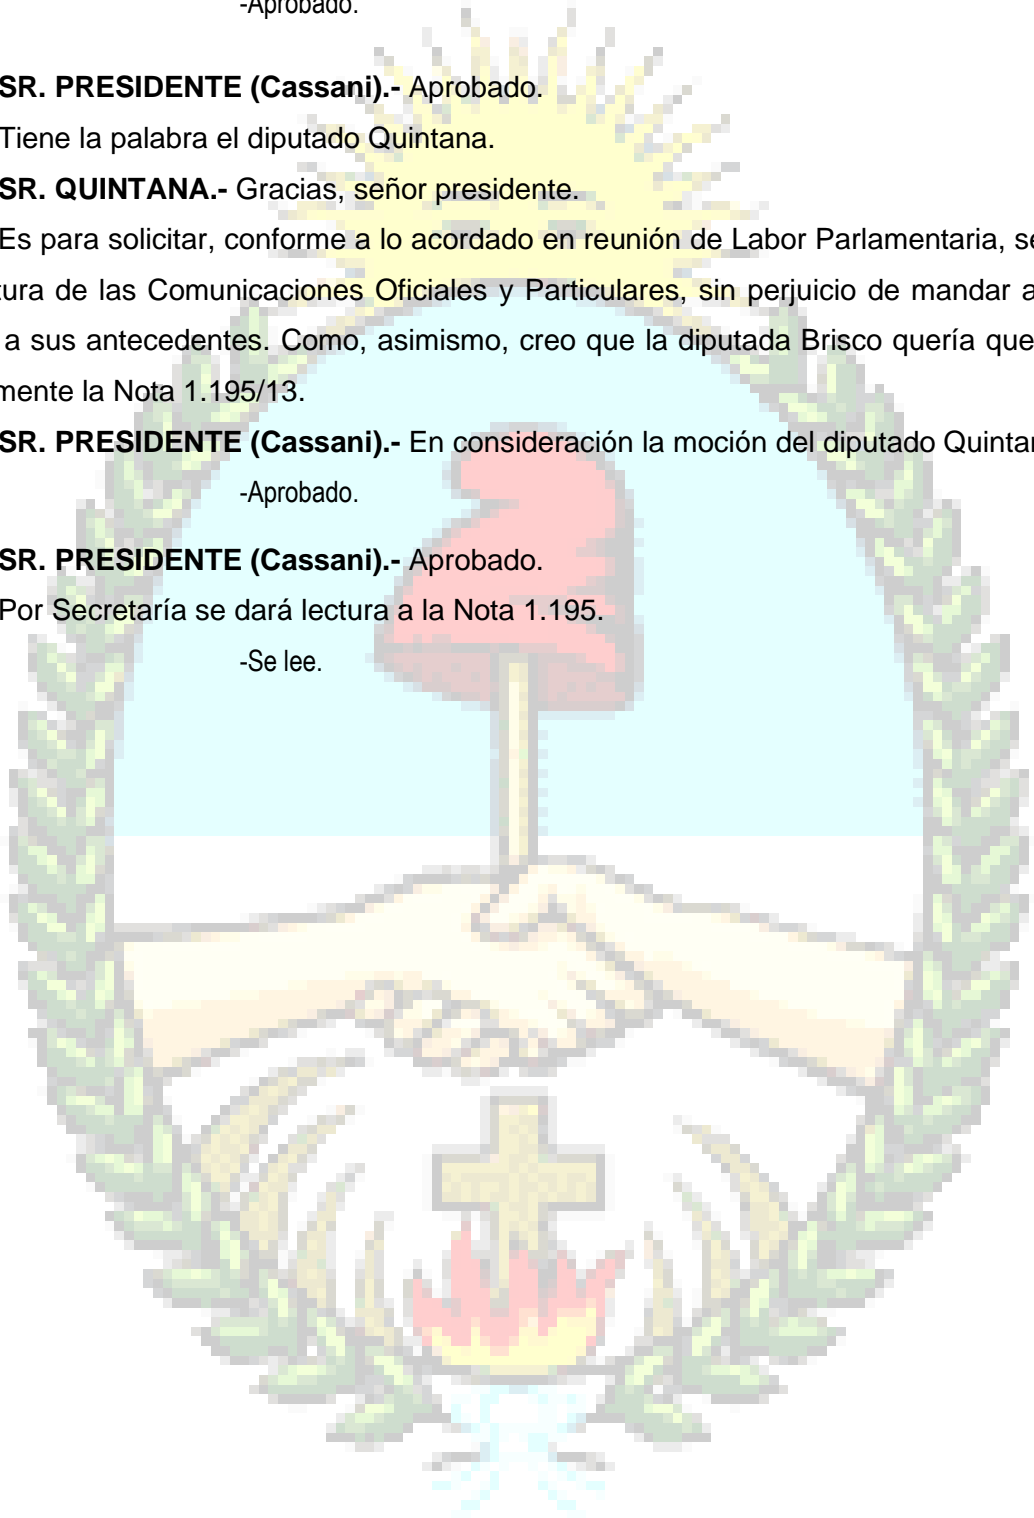 -Aprobado.
SR. PRESIDENTE (Cassani).- Aprobado.
Tiene la palabra el diputado Quintana.
SR. QUINTANA.- Gracias, señor presidente.
Es para solicitar, conforme a lo acordado en reunión de Labor Parlamentaria, se
tura de las Comunicaciones Oficiales y Particulares, sin perjuicio de mandar a
a sus antecedentes. Como, asimismo, creo que la diputada Brisco quería que
mente la Nota 1.195/13.
SR. PRESIDENTE (Cassani).- En consideración la moción del diputado Quintan
-Aprobado.
SR. PRESIDENTE (Cassani).- Aprobado.
Por Secretaría se dará lectura a la Nota 1.195.
-Se lee.